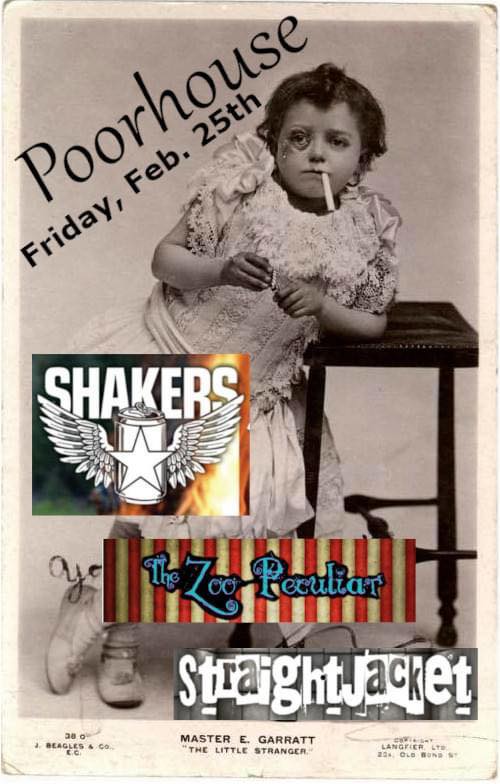 Poorhouse
Friday, Feb. 25th
SHAKERS
The Zoo Peculiar
straightjacket
J. BEAGLES & CO.,
E.C.
MASTER E. GARRATT
"THE LITTLE STRANGER."
COPYRIGHT
LANGFIER, LTD.
23A, OLD BOND ST